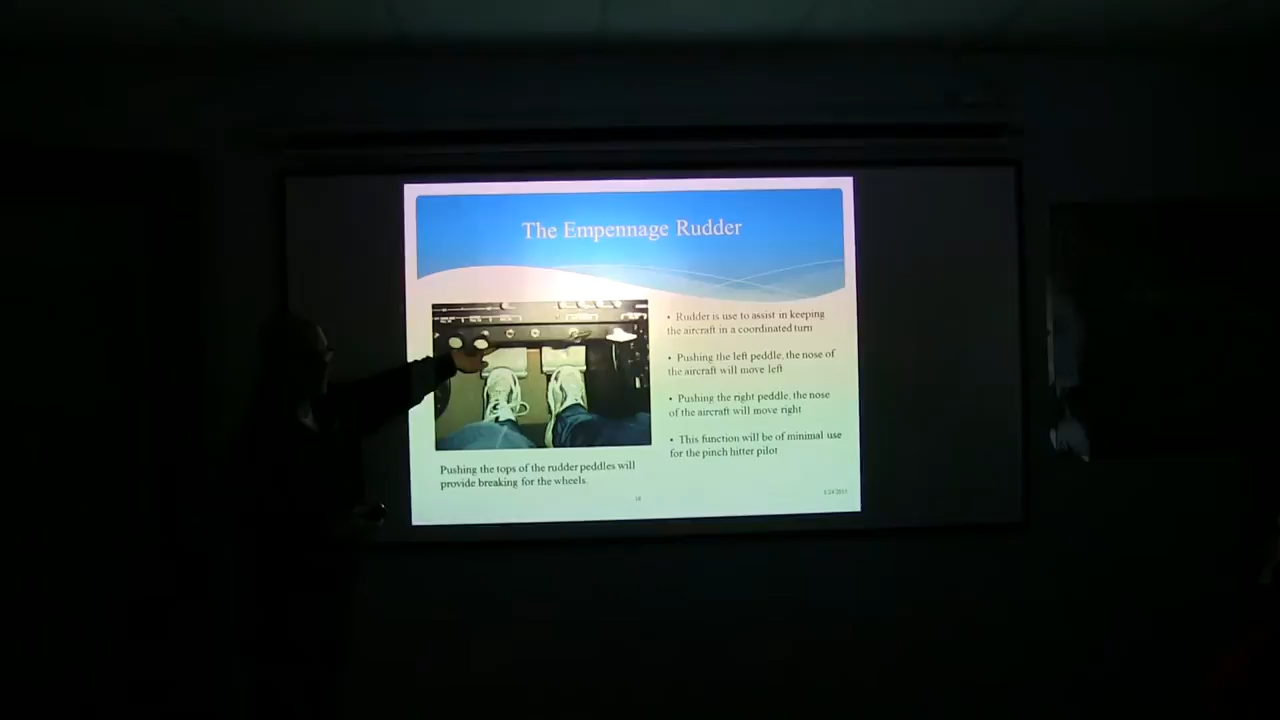 The Empennage Rudder
• Rudder is use to assist in keeping
the aircraft in a coordinated turn
• Pushing the left peddle, the nose of
the aircraft will move left
• Pushing the right peddle, the nose
of the aircraft will move right
• This function will be of minimal use
for the pinch hitter pilot
Pushing the tops of the rudder peddles will
provide breaking for the wheels.